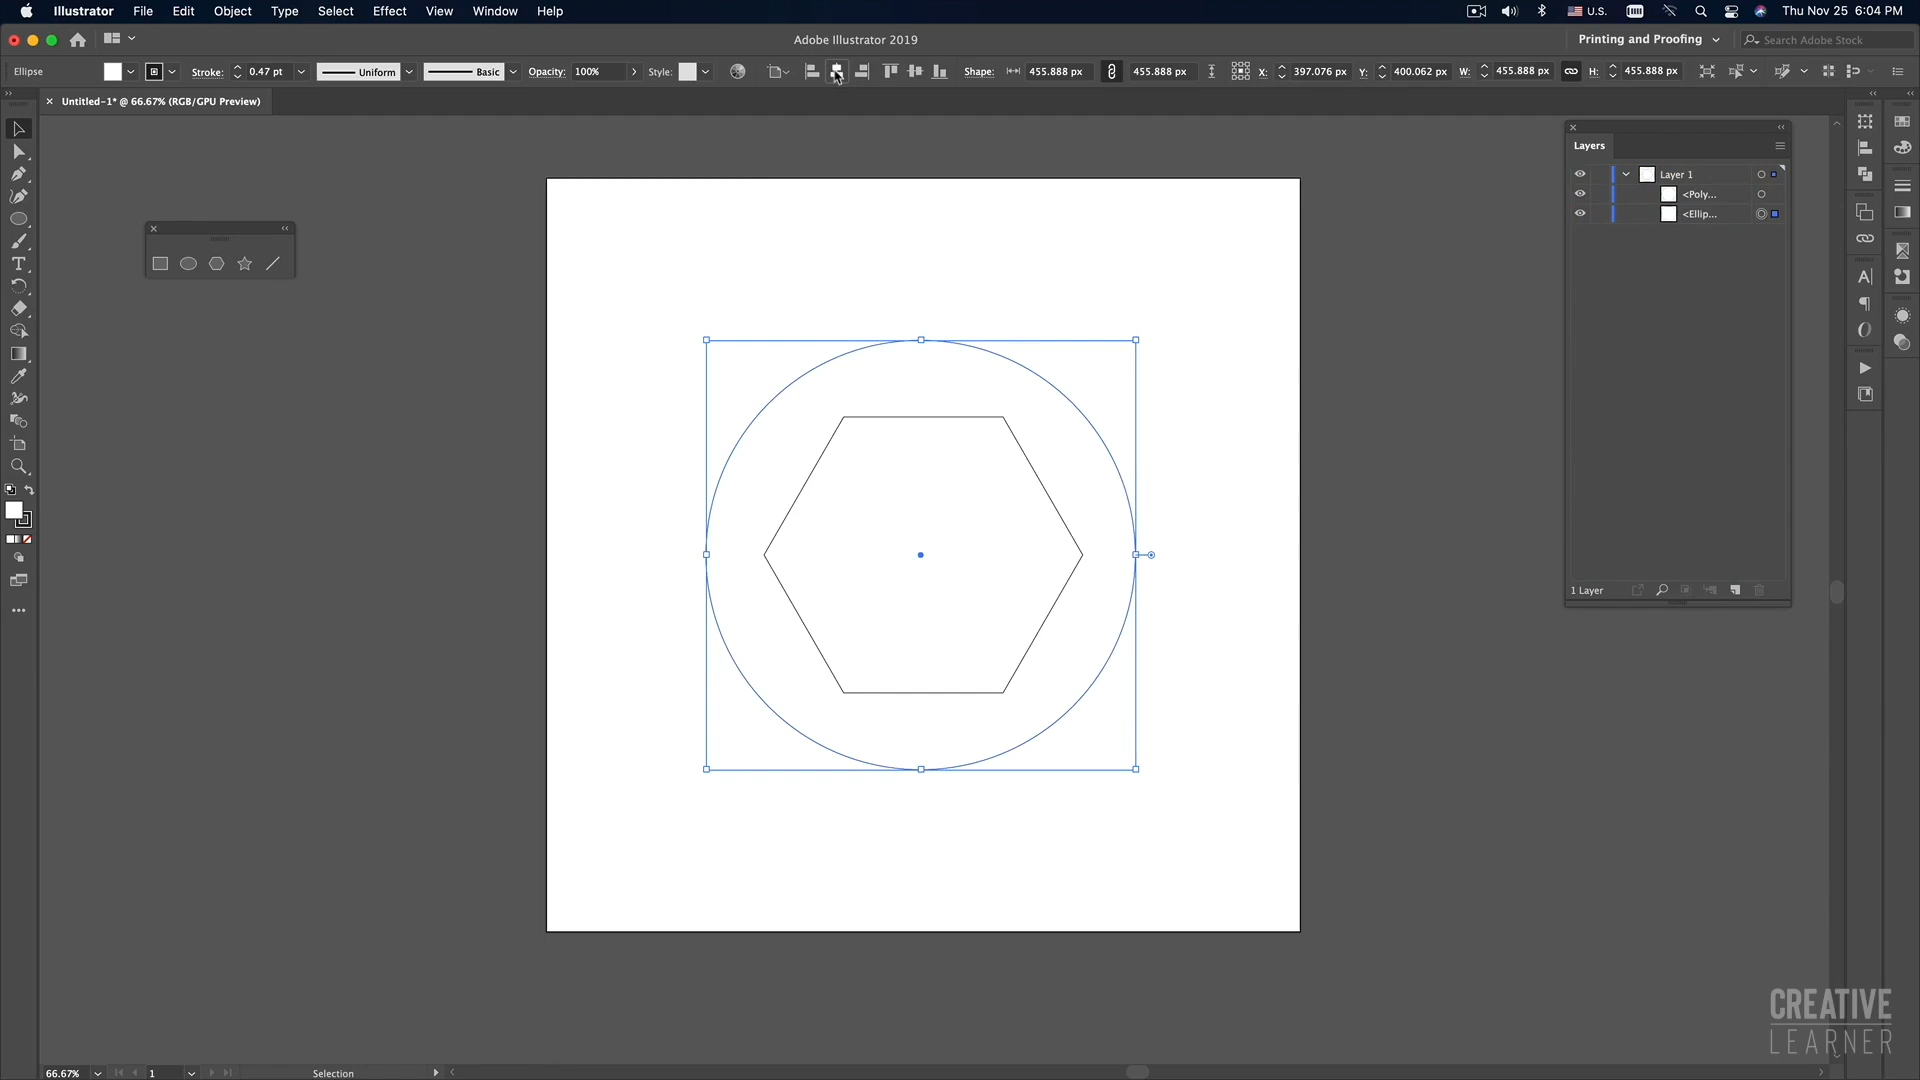 Illustrator File Edit Object Type Select Effect View Window Help
U.S.
Thu Nov 25 6:04 PM
Adobe Illustrator 2019
Printing and Proofing
Search Adobe Stock
Ellipse
Stroke: 0.47 pt
Uniform
Basic
Opacity: 100%
Style:
Shape: 455.888 px
455.888 px
X: 397.076 px
Y: 400.062 px
W: 455.888 px
H: 455.888 px
Untitled-1* @ 66.67% (RGB/GPU Preview)
Layers
Layer 1
<Poly...
<Ellip...
1 Layer
CREATIVE
LEARNER
66.67%
1
Selection